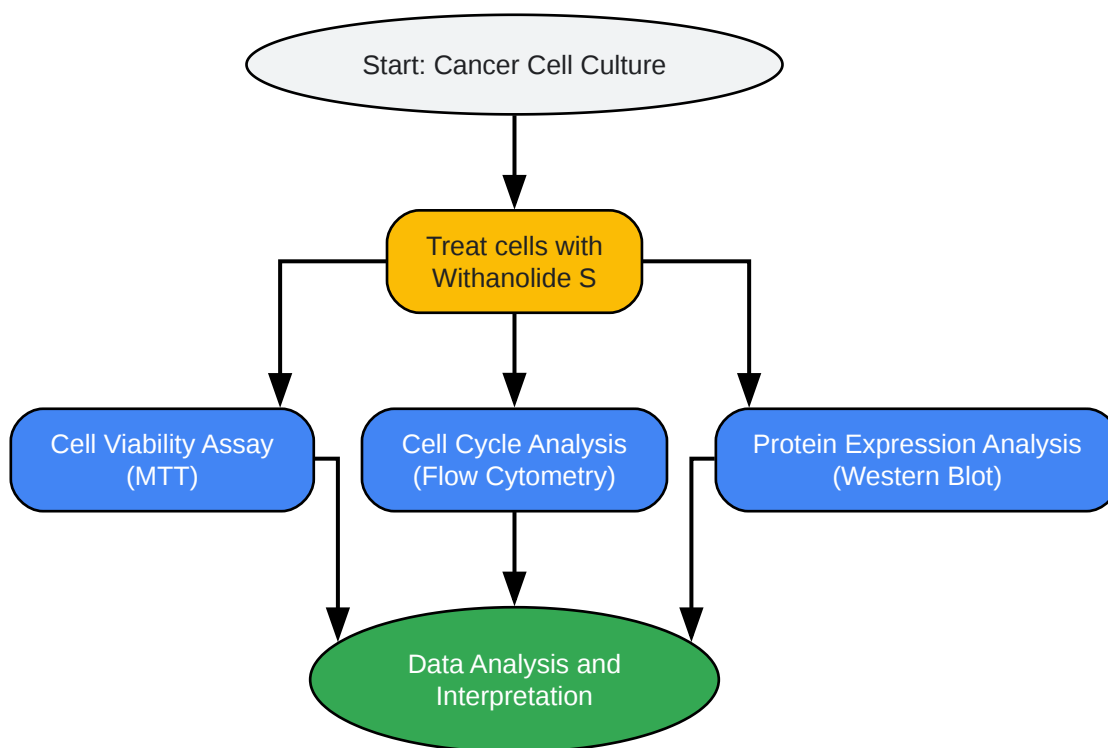 Start: Cancer Cell Culture
Treat cells with
Withanolide S
Cell Viability Assay
(MTT)
Cell Cycle Analysis
(Flow Cytometry)
Protein Expression Analysis
(Western Blot)
Data Analysis and
Interpretation